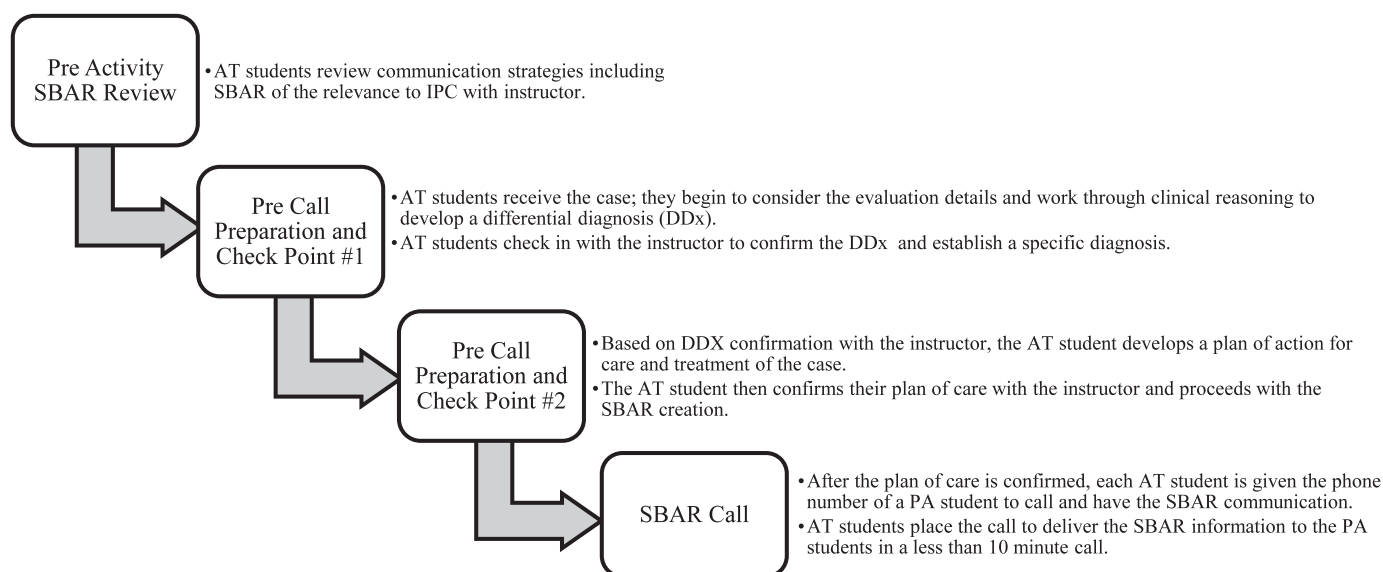 Pre Activity
SBAR Review
•AT students review communication strategies including
SBAR of the relevance to IPC with instructor.
Pre Call
Preparation and
Check Point #1
•AT students receive the case; they begin to consider the evaluation details and work through clinical reasoning to
develop a differential diagnosis (DDx).
•AT students check in with the instructor to confirm the DDx and establish a specific diagnosis.
Pre Call
Preparation and
Check Point #2
•Based on DDX confirmation with the instructor, the AT student develops a plan of action for
care and treatment of the case.
•The AT student then confirms their plan of care with the instructor and proceeds with the
SBAR creation.
SBAR Call
•After the plan of care is confirmed, each AT student is given the phone
number of a PA student to call and have the SBAR communication.
•AT students place the call to deliver the SBAR information to the PA
students in a less than 10 minute call.